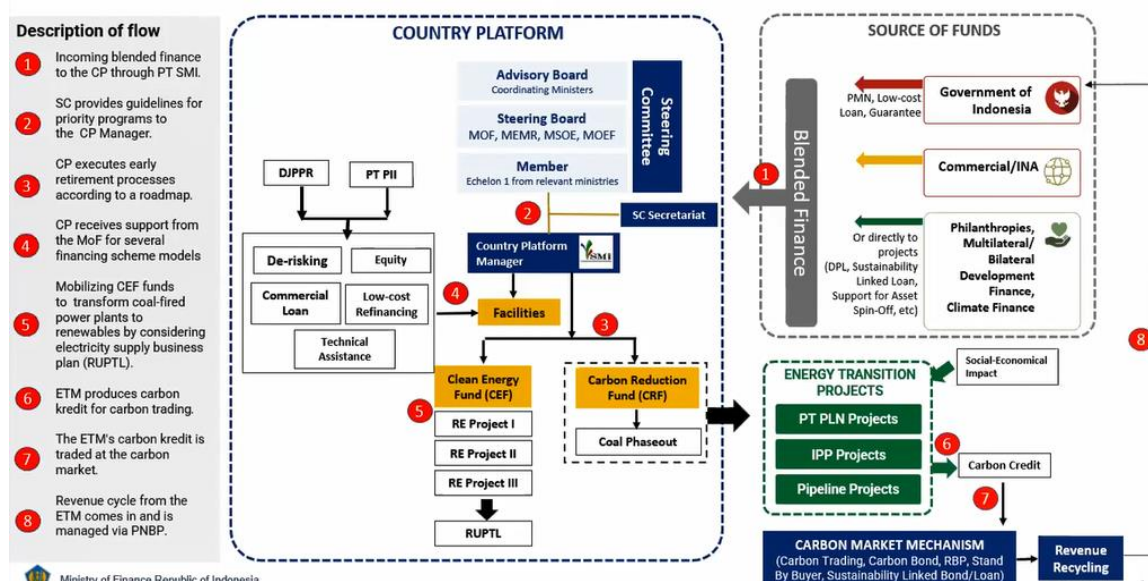 Description of flow
1
Incoming blended finance
to the CP through PT SMI.
2
SC provides guidelines for
priority programs to
the CP Manager.
3
CP executes early
retirement processes
according to a roadmap.
4
CP receives support from
the MoF for several
financing scheme models
5
Mobilizing CEF funds
to transform coal-fired
power plants to
renewables by considering
electricity supply business
plan (RUPTL).
6
ETM produces carbon
kredit for carbon trading.
7
The ETM's carbon kredit is
traded at the carbon
market.
8
Revenue cycle from the
ETM comes in and is
managed via PNBP.
Ministry of Finance Republic of Indonesia
COUNTRY PLATFORM
Advisory Board
Coordinating Ministers
Steering Board
MOF, MEMR, MSOE, MOEF
Member
Echelon 1 from relevant ministries
Steering
Committee
2
SC Secretariat
DJPPR
PT PII
De-risking
Equity
Commercial
Loan
Low-cost
Refinancing
Technical
Assistance
Country Platform
Manager
SMI
4
Facilities
3
Clean Energy
Fund (CEF)
5
RE Project I
RE Project II
RE Project III
RUPTL
Carbon Reduction
Fund (CRF)
Coal Phaseout
SOURCE OF FUNDS
1
Blended Finance
PMN, Low-cost
Loan, Guarantee
Government of
Indonesia
Commercial/INA
Or directly to
projects
(DPL, Sustainability
Linked Loan,
Support for Asset
Spin-Off, etc)
Philanthropies,
Multilateral/
Bilateral
Development
Finance,
Climate Finance
8
Social-Economical
Impact
ENERGY TRANSITION
PROJECTS
PT PLN Projects
IPP Projects
Pipeline Projects
6
Carbon Credit
7
CARBON MARKET MECHANISM
(Carbon Trading, Carbon Bond, RBP, Stand
By Buyer, Sustainability Linked Bond/Loan)
Revenue
Recycling